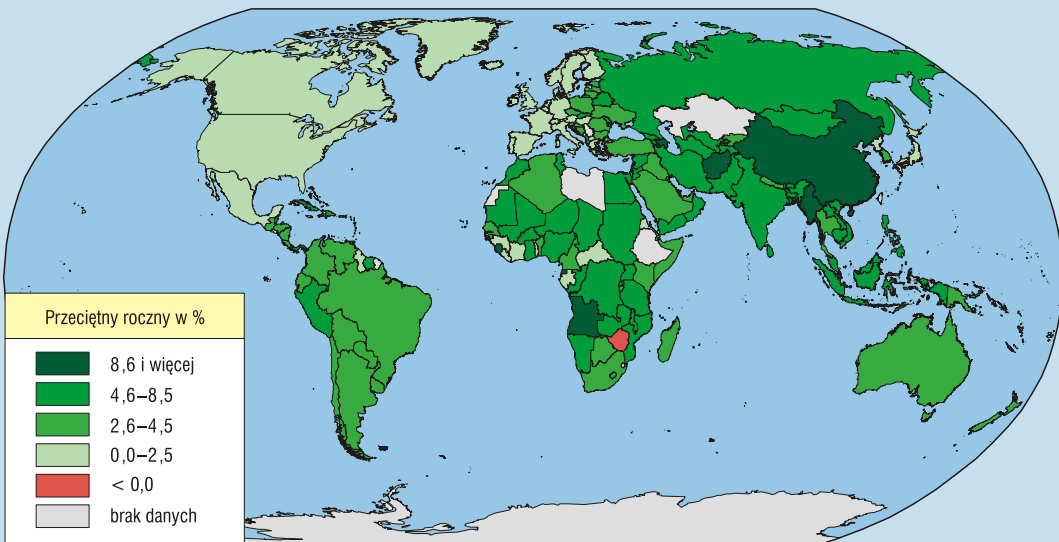 Przeciętny roczny w %
8,6 i więcej
4,6–8,5
2,6–4,5
0,0–2,5
< 0,0
brak danych